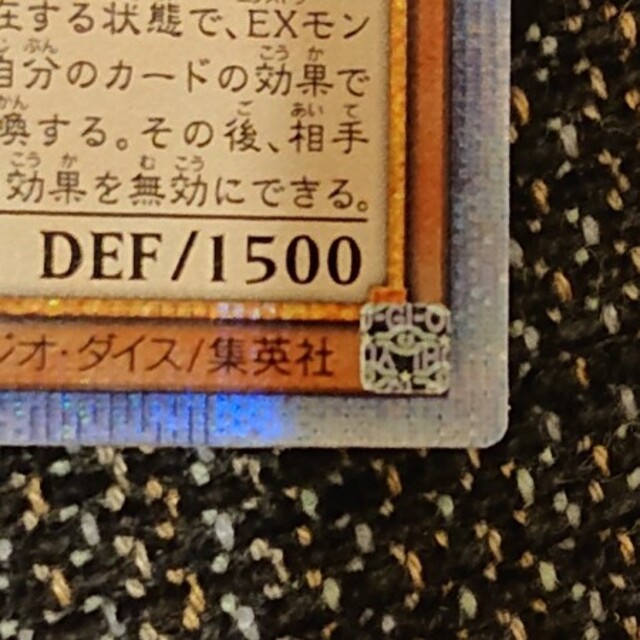 在する状態で、EXモン
自分のカードの効果で
喚する。その後、相手
効果を無効にできる。
DEF/1500
ジオ・ダイス/集英社